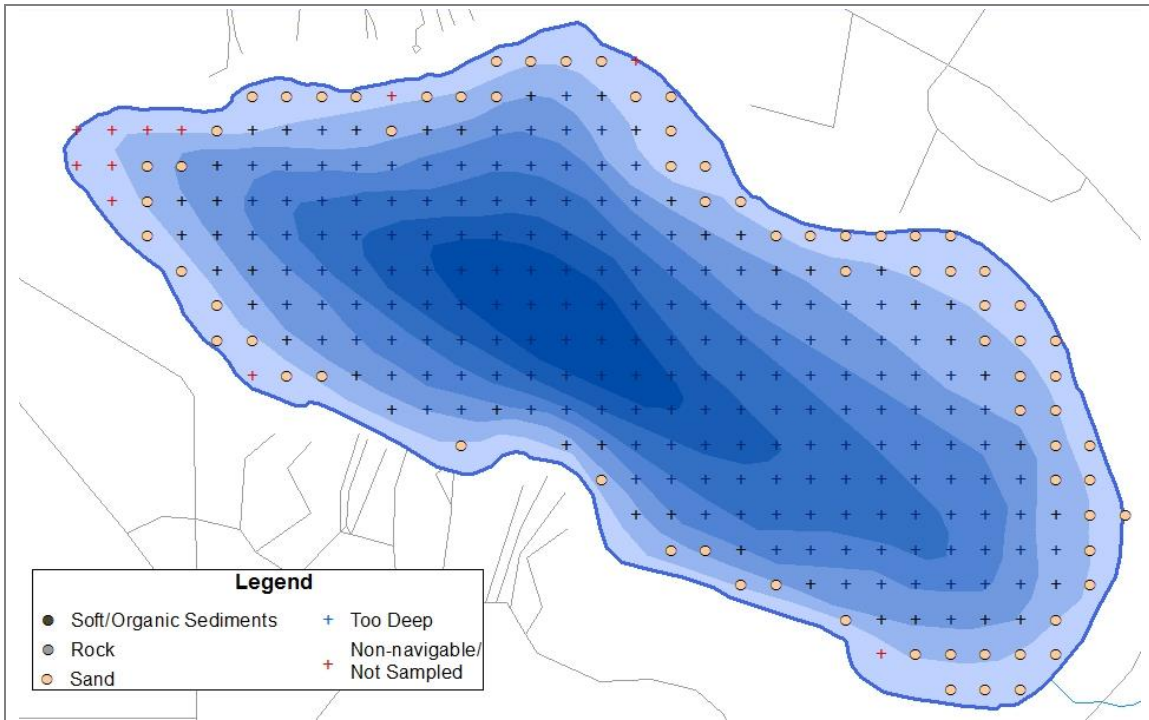 Legend
Soft/Organic Sediments
Rock
Sand
Too Deep
Non-navigable/
Not Sampled